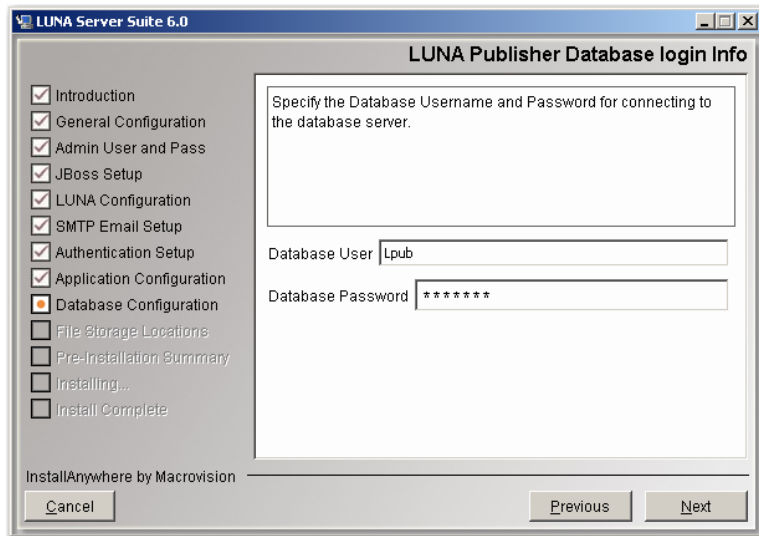 LUNA Server Suite 6.0
LUNA Publisher Database login Info
Introduction
General Configuration
Admin User and Pass
JBoss Setup
LUNA Configuration
SMTP Email Setup
Authentication Setup
Application Configuration
Database Configuration
File Storage Locations
Pre-Installation Summary
Installing...
Install Complete
Specify the Database Username and Password for connecting to
the database server.
Database User Lpub
Database Password *******
InstallAnywhere by Macrovision
Cancel
Previous
Next